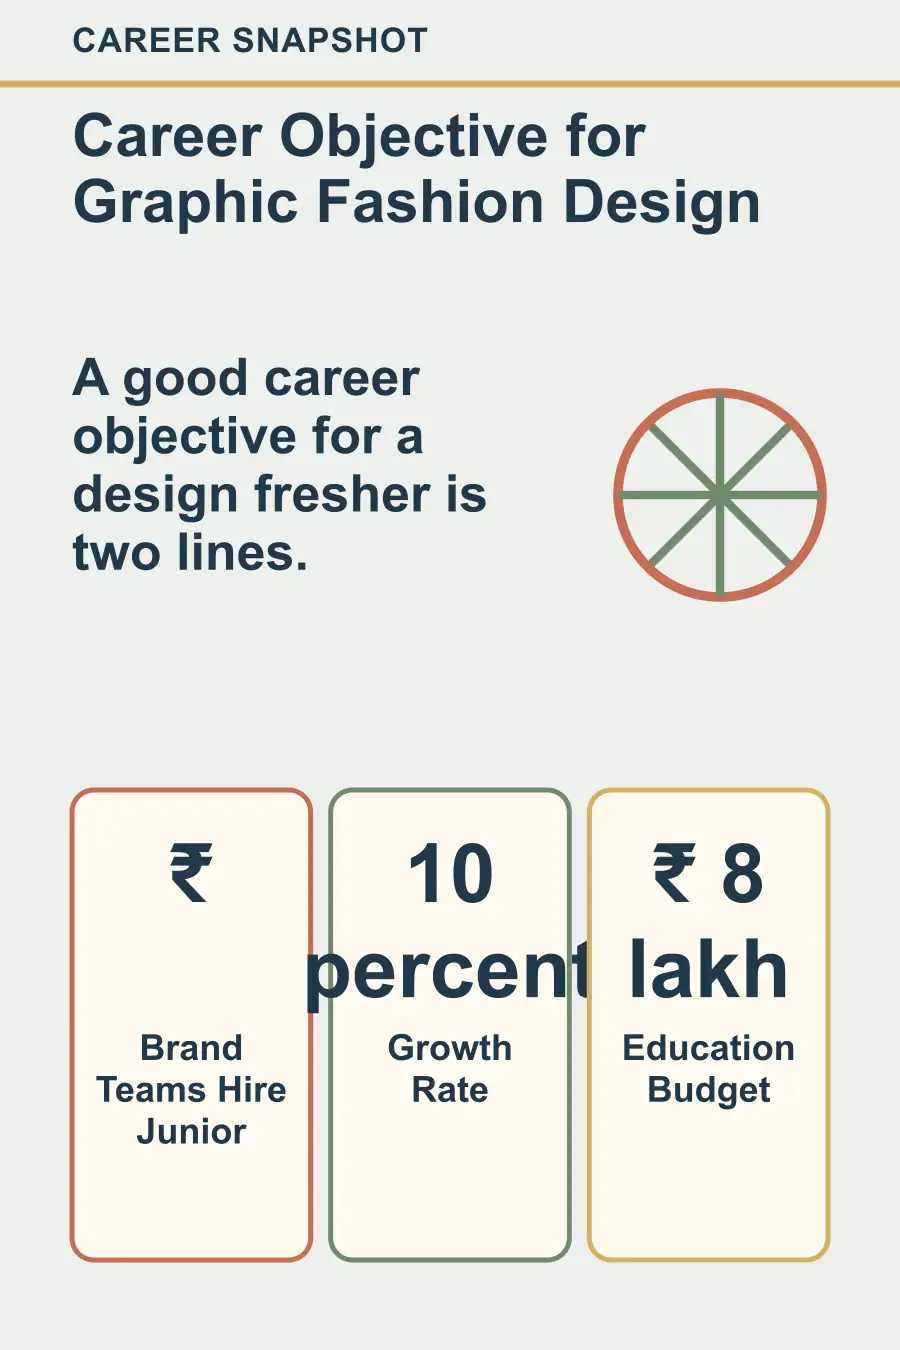 CAREER SNAPSHOT
Career Objective for
Graphic Fashion Design
A good career
objective for a
design fresher is
two lines.
₹
Brand
Teams Hire
Junior
10
percent
Growth
Rate
₹ 8
lakh
Education
Budget